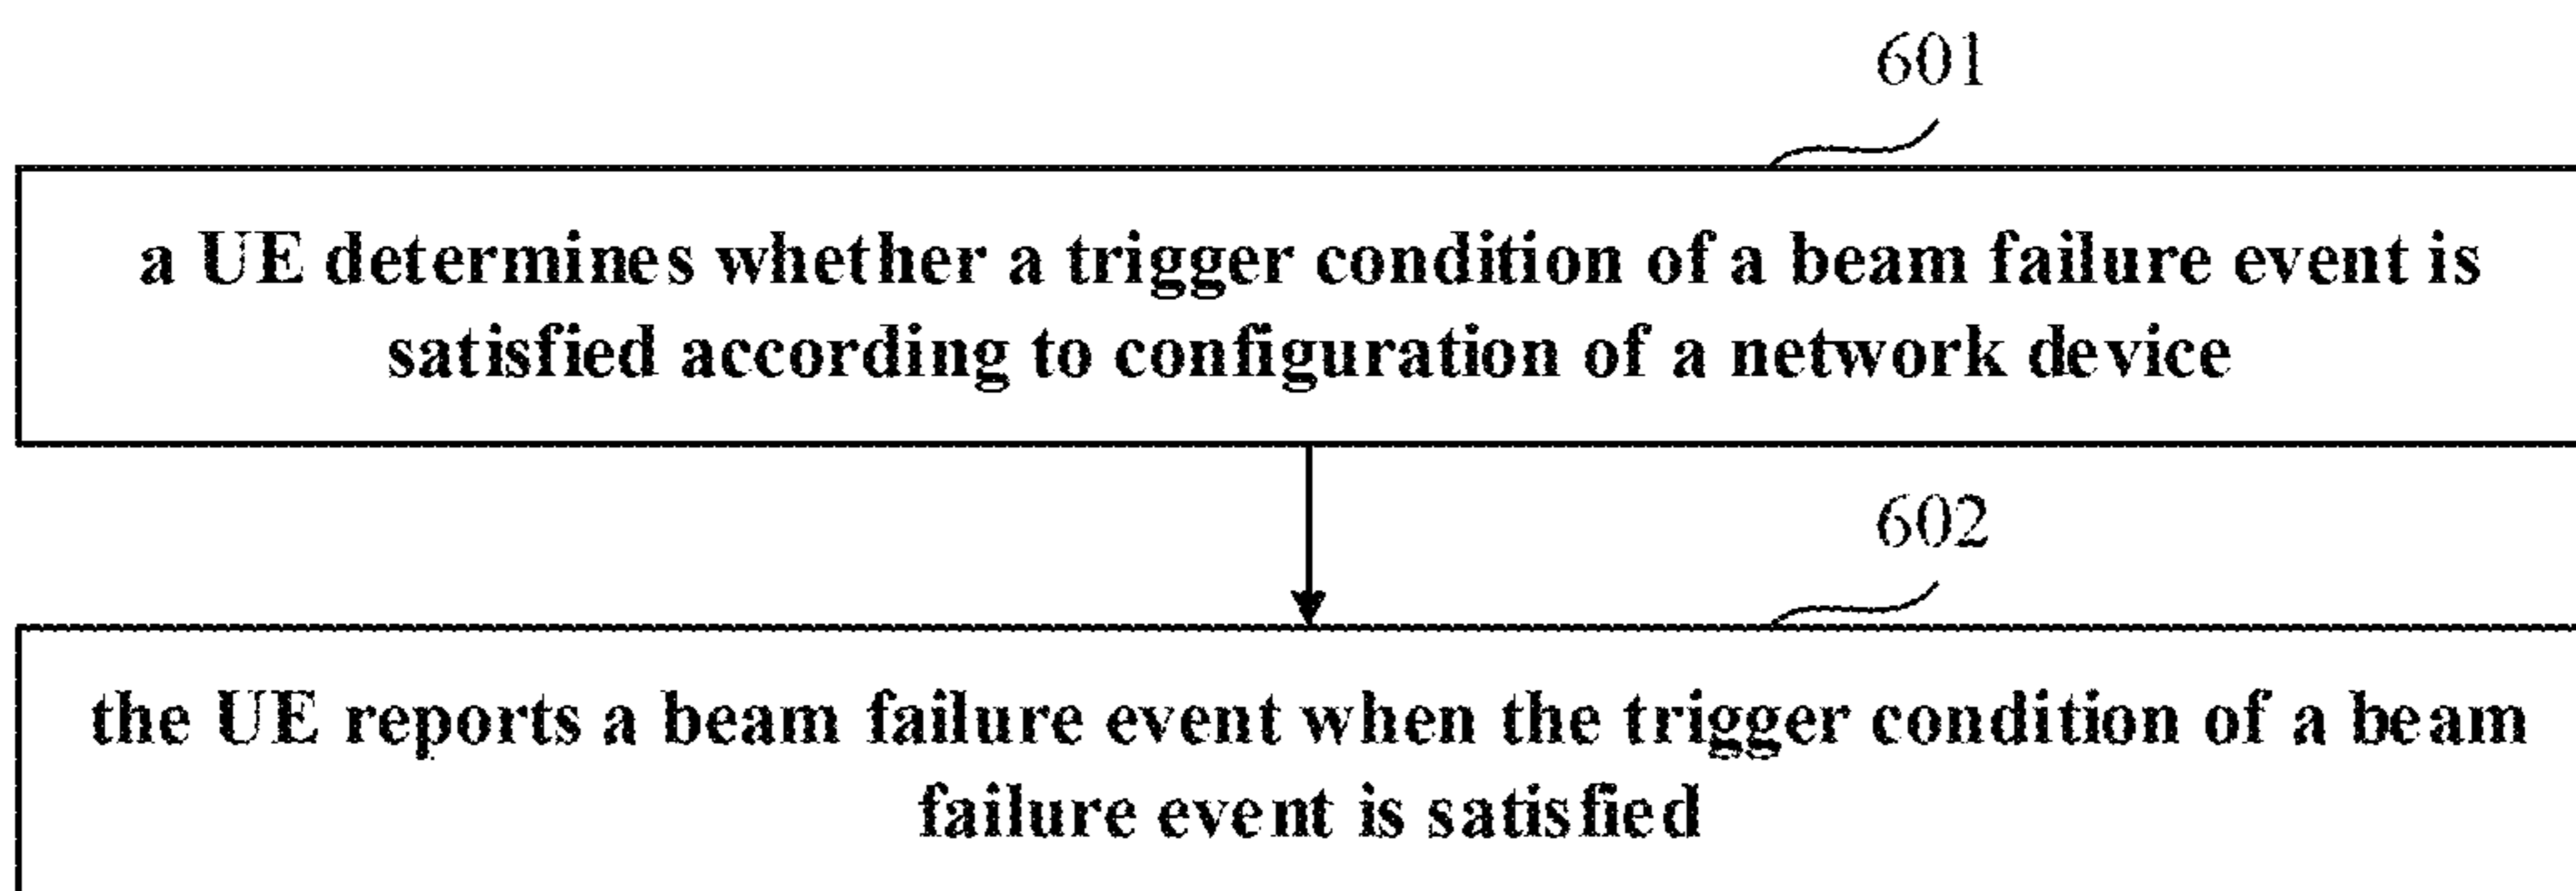 601
a UE determines whether a trigger condition of a beam failure event is
satisfied according to configuration of a network device
602
the UE reports a beam failure event when the trigger condition of a beam
failure event is satisfied